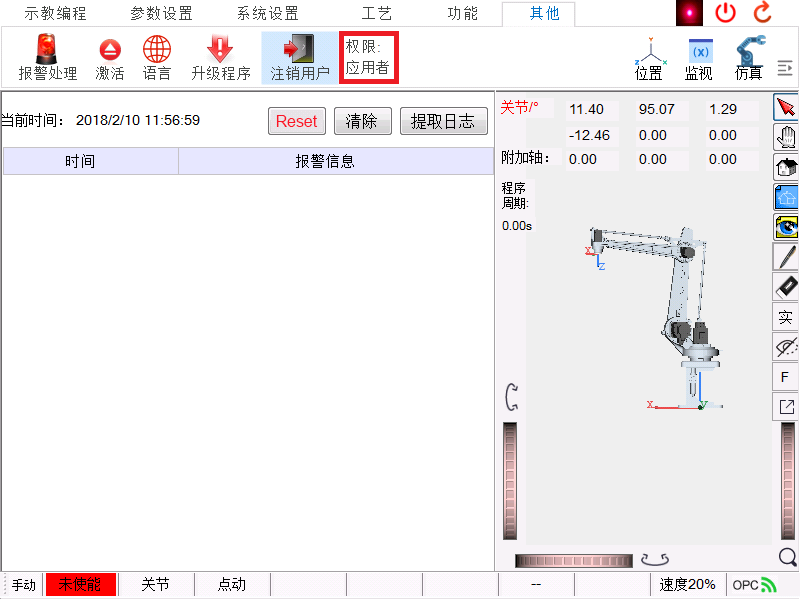 示教编程 参数设置 系统设置 工艺 功能 其他
报警处理 激活 语言 升级程序 注销用户 权限: 应用者 位置 监视 仿真
当前时间: 2018/2/10 11:56:59 Reset 清除 提取日志
时间 报警信息
关节/° 11.40 95.07 1.29
-12.46 0.00 0.00
附加轴: 0.00 0.00 0.00
程序
周期:
0.00s
X
Z
X
Y
实
F
手动 未使能 关节 点动 -- 速度20% OPC